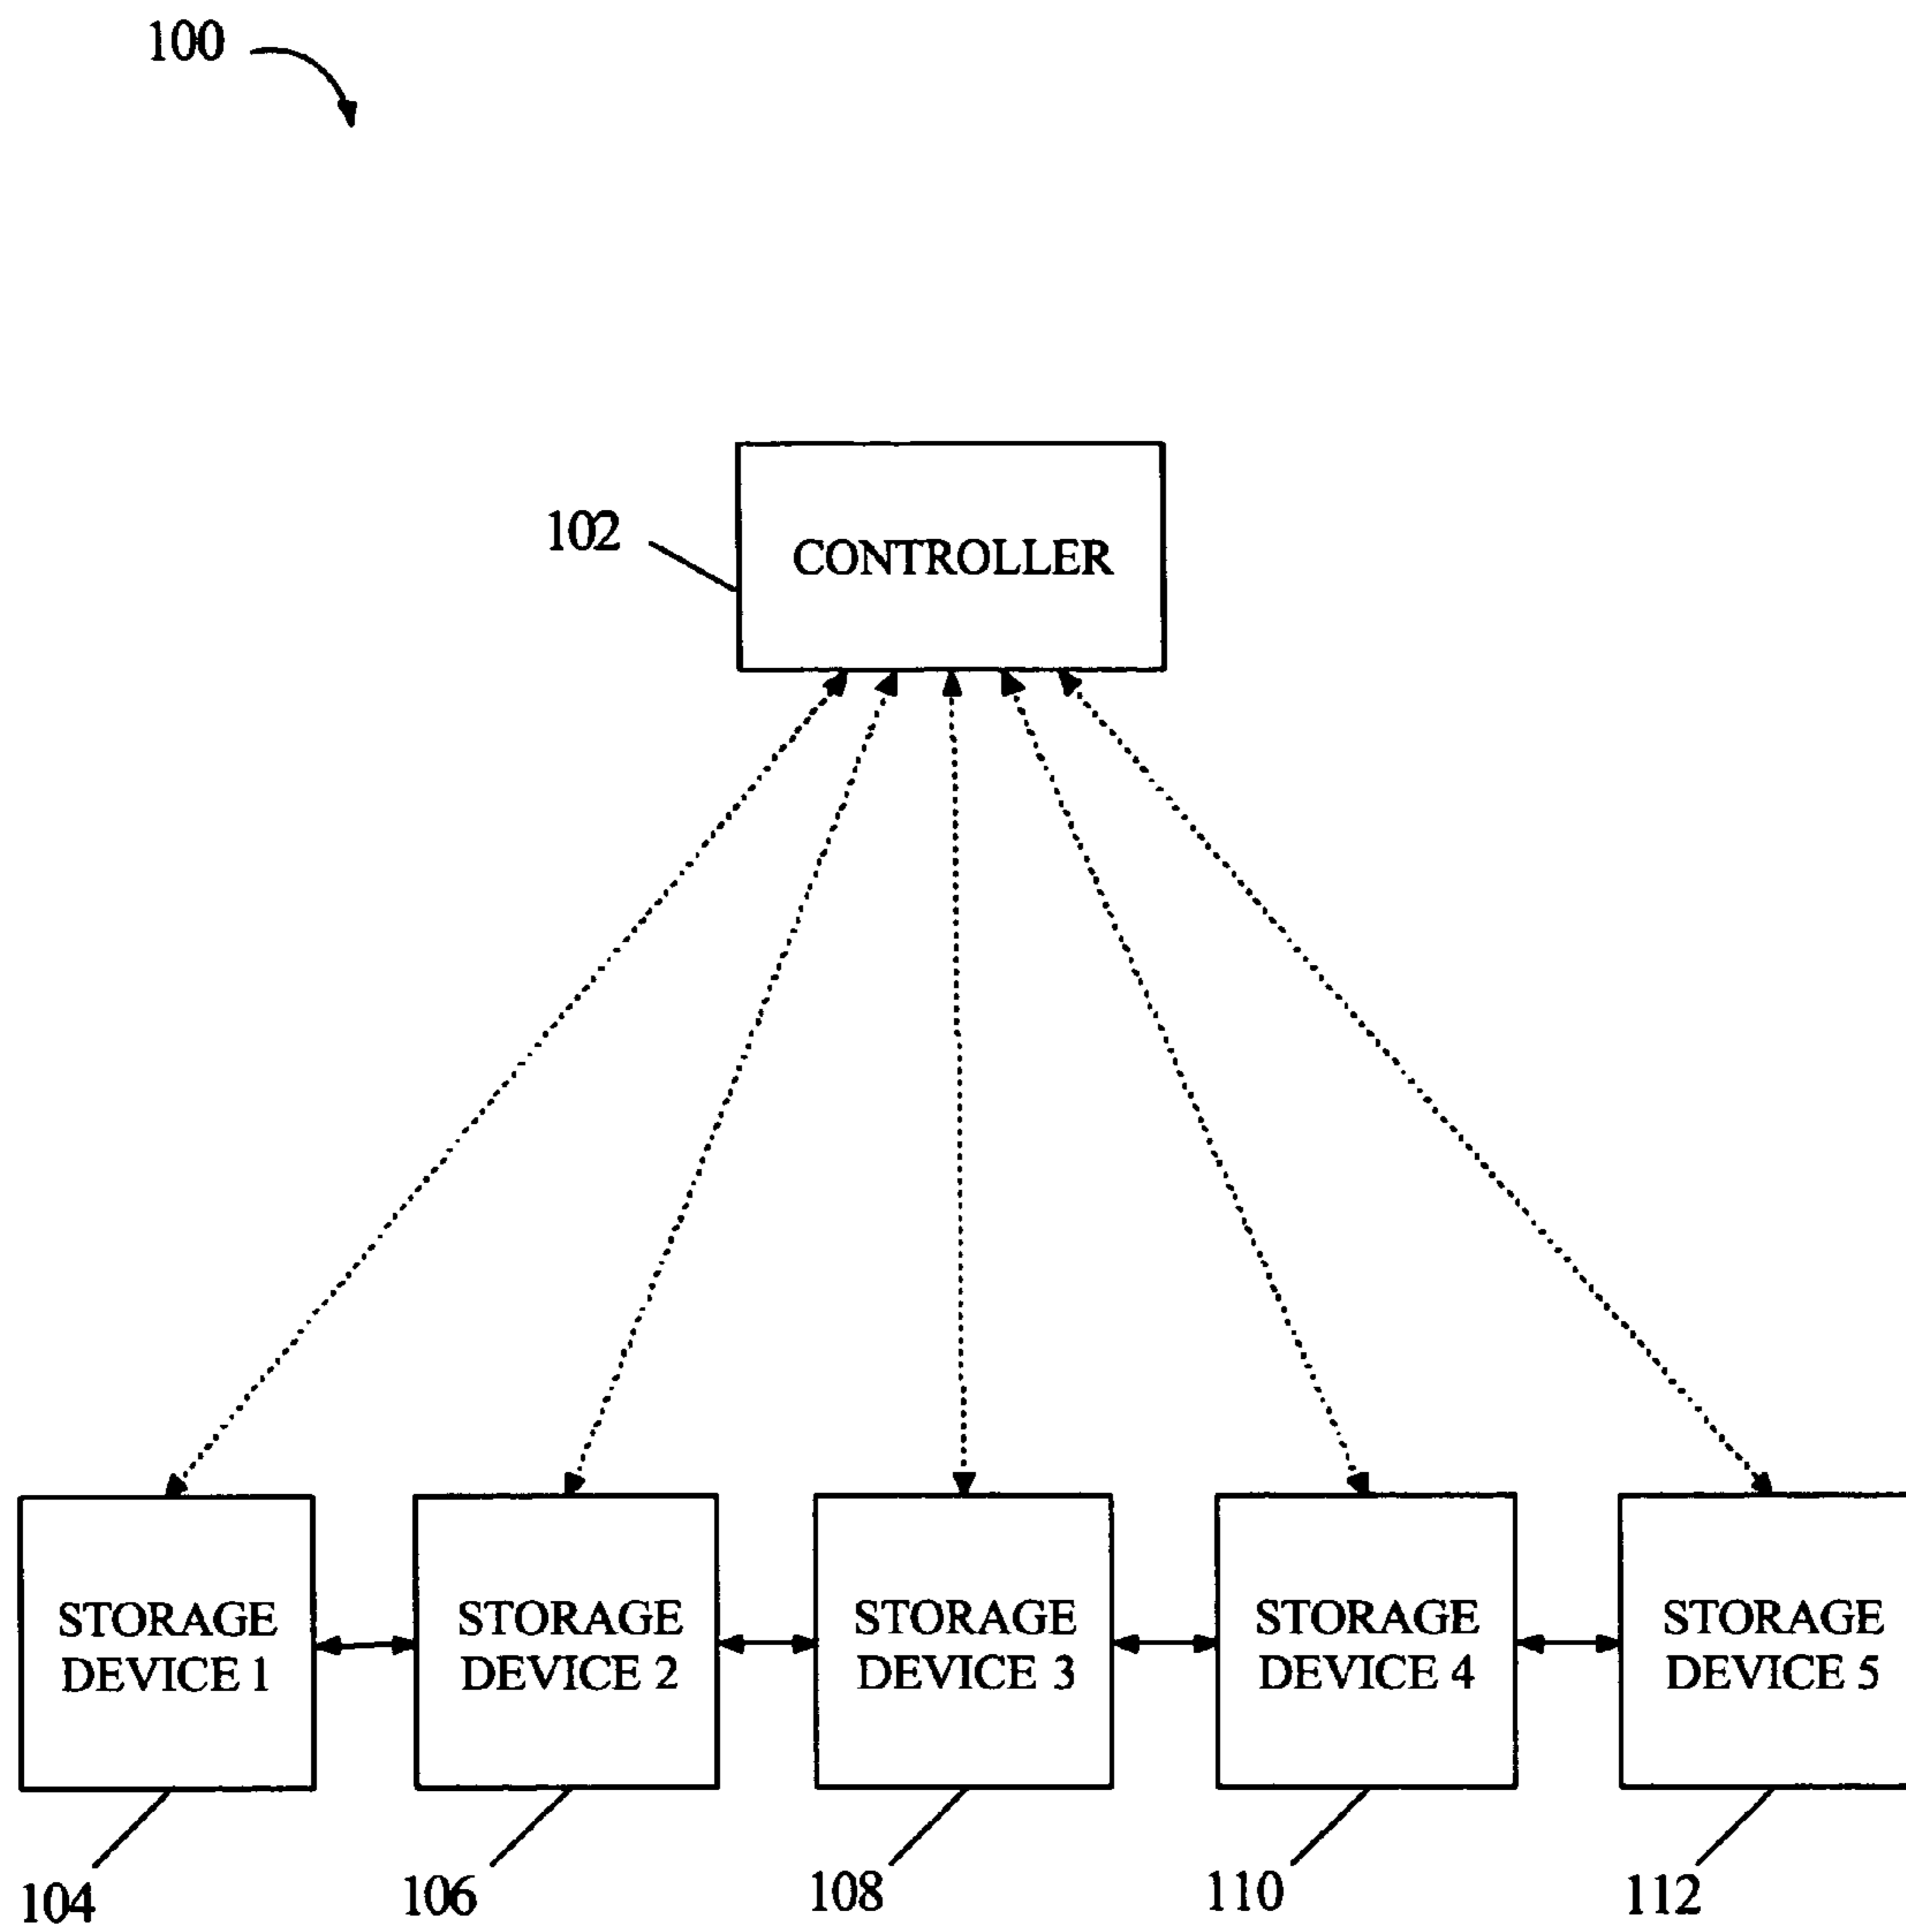 100
102
CONTROLLER
STORAGE
DEVICE 1
STORAGE
DEVICE 2
STORAGE
DEVICE 3
STORAGE
DEVICE 4
STORAGE
DEVICE 5
104
106
108
110
112